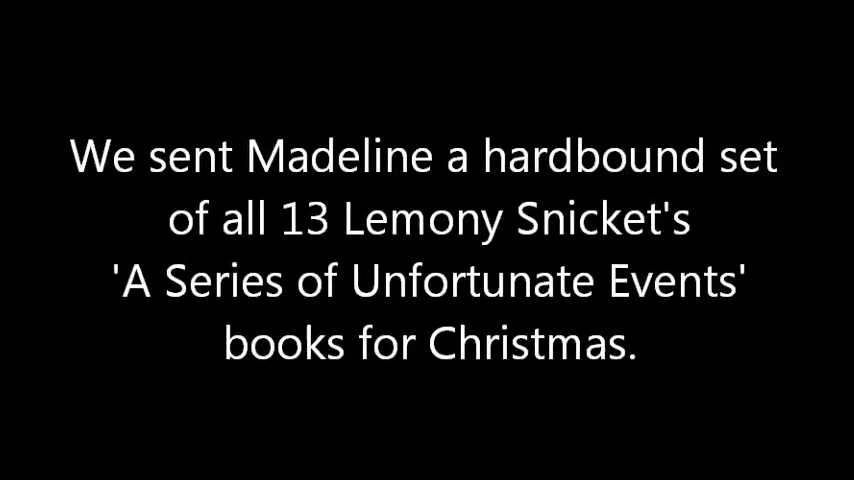 We sent Madeline a hardbound set
of all 13 Lemony Snicket's
'A Series of Unfortunate Events'
books for Christmas.